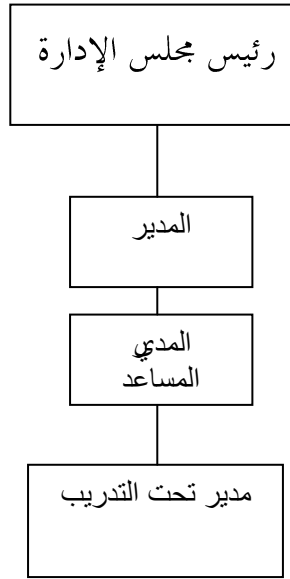 رئيس مجلس الإدارة
المدير
المدير
المساعد
مدير تحت التدريب